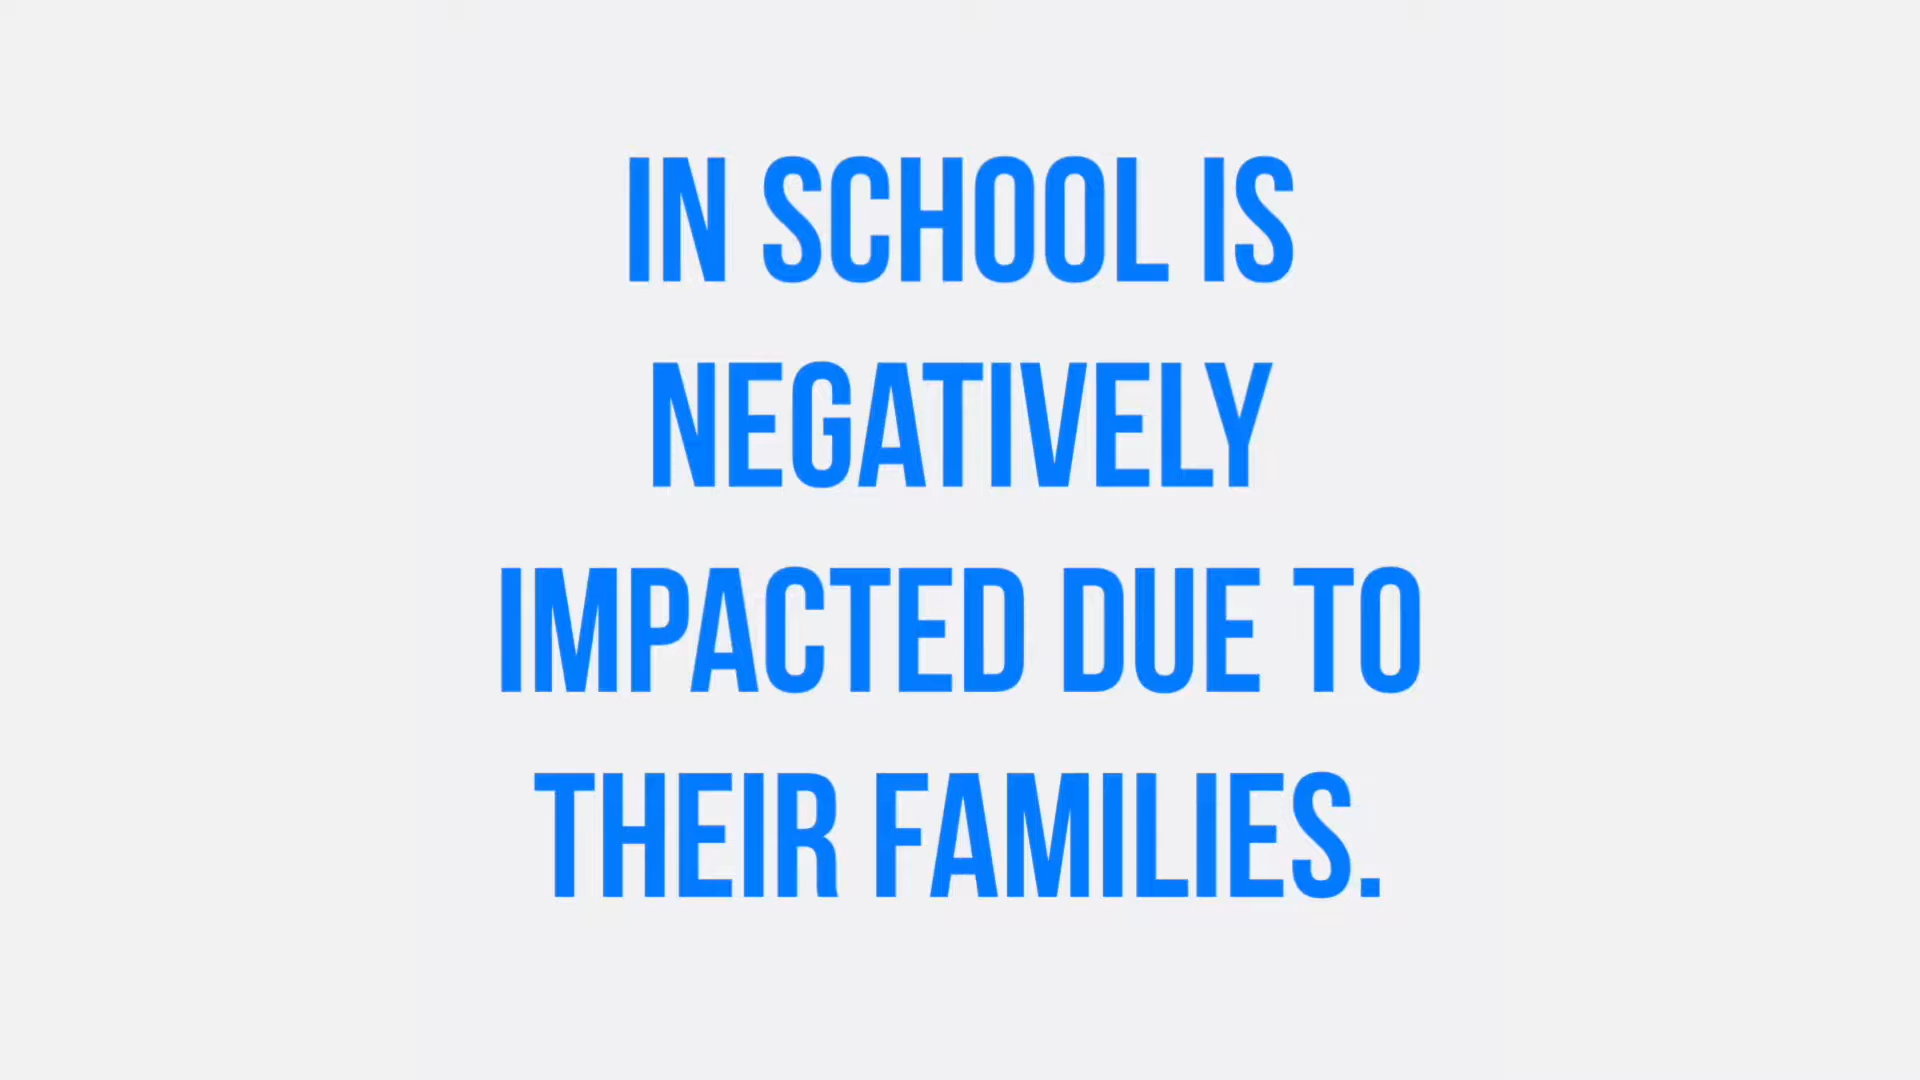 IN SCHOOL IS
NEGATIVELY
IMPACTED DUE TO
THEIR FAMILIES.